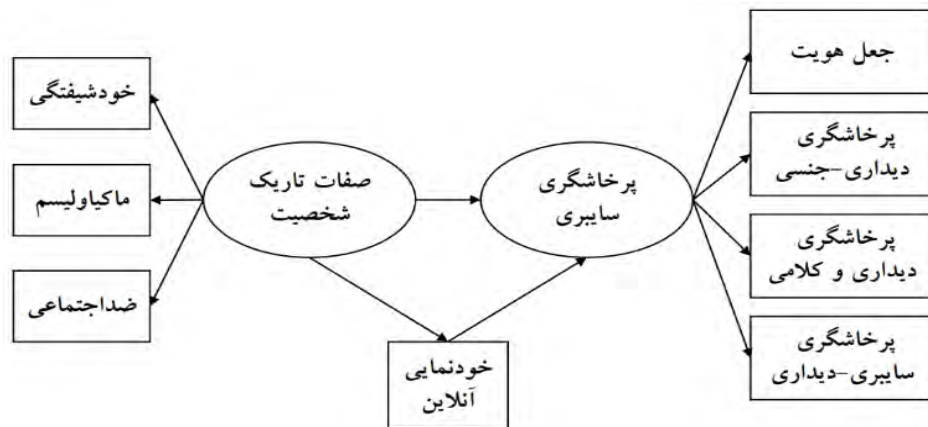 جعل هویت
خودشیفتگی
پرخاشگری
دیداری-جنسی
صفات تاریک
شخصیت
پرخاشگری
سایبری
ماکیاولیسم
پرخاشگری
دیداری و کلامی
ضداجتماعی
پرخاشگری
سایبری-دیداری
خودنمایی
آنلاین